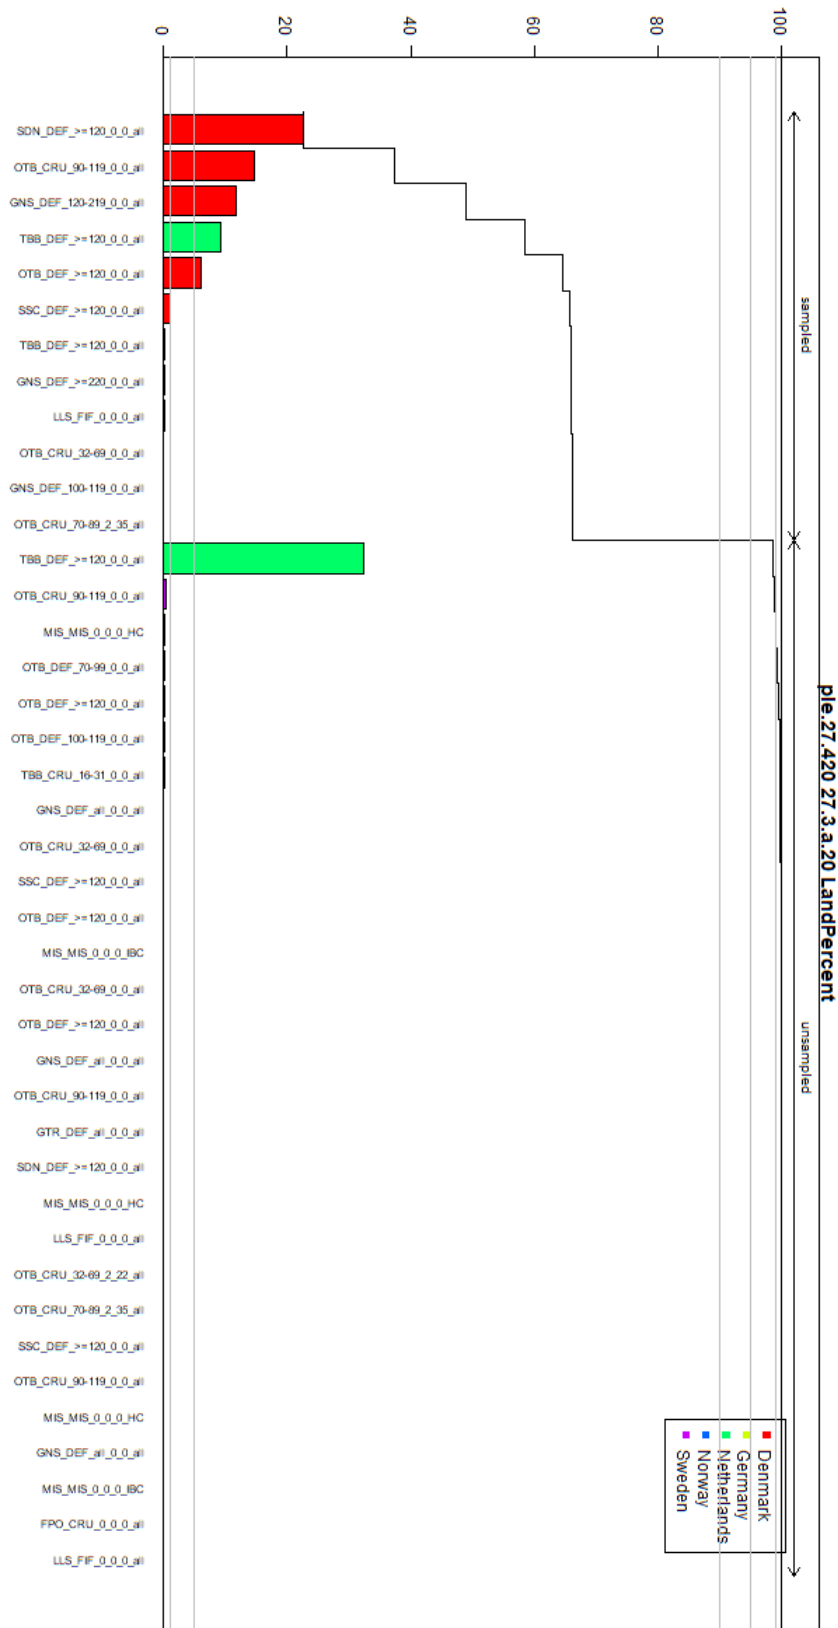 ple.27.420 27.3.a.20 LandPercent
0
20
40
60
80
100
sampled
unsampled
SDN_DEF_>=120_0_0_all
OTB_CRU_90-119_0_0_all
GNS_DEF_120-219_0_0_all
TBB_DEF_>=120_0_0_all
OTB_DEF_>=120_0_0_all
SSC_DEF_>=120_0_0_all
TBB_DEF_>=120_0_0_all
GNS_DEF_>=220_0_0_all
LLS_FIF_0_0_0_all
OTB_CRU_32-69_0_0_all
GNS_DEF_100-119_0_0_all
OTB_CRU_70-89_2_35_all
TBB_DEF_>=120_0_0_all
OTB_CRU_90-119_0_0_all
MIS_MIS_0_0_0_HC
OTB_DEF_70-99_0_0_all
OTB_DEF_>=120_0_0_all
OTB_DEF_100-119_0_0_all
TBB_CRU_16-31_0_0_all
GNS_DEF_all_0_0_all
OTB_CRU_32-69_0_0_all
SSC_DEF_>=120_0_0_all
OTB_DEF_>=120_0_0_all
MIS_MIS_0_0_0_IBC
OTB_CRU_32-69_0_0_all
OTB_DEF_>=120_0_0_all
GNS_DEF_all_0_0_all
OTB_CRU_90-119_0_0_all
GTR_DEF_all_0_0_all
SDN_DEF_>=120_0_0_all
MIS_MIS_0_0_0_HC
LLS_FIF_0_0_0_all
OTB_CRU_32-69_2_22_all
OTB_CRU_70-89_2_35_all
SSC_DEF_>=120_0_0_all
OTB_CRU_90-119_0_0_all
MIS_MIS_0_0_0_HC
GNS_DEF_all_0_0_all
MIS_MIS_0_0_0_IBC
FPO_CRU_0_0_0_all
LLS_FIF_0_0_0_all
Denmark
Germany
Netherlands
Norway
Sweden